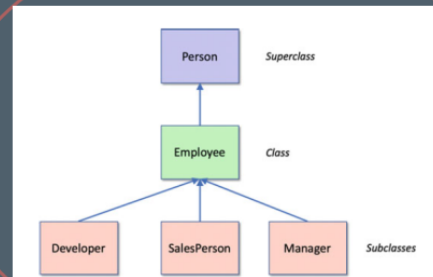 Person
Superclass
Employee
Class
Developer
SalesPerson
Manager
Subclasses